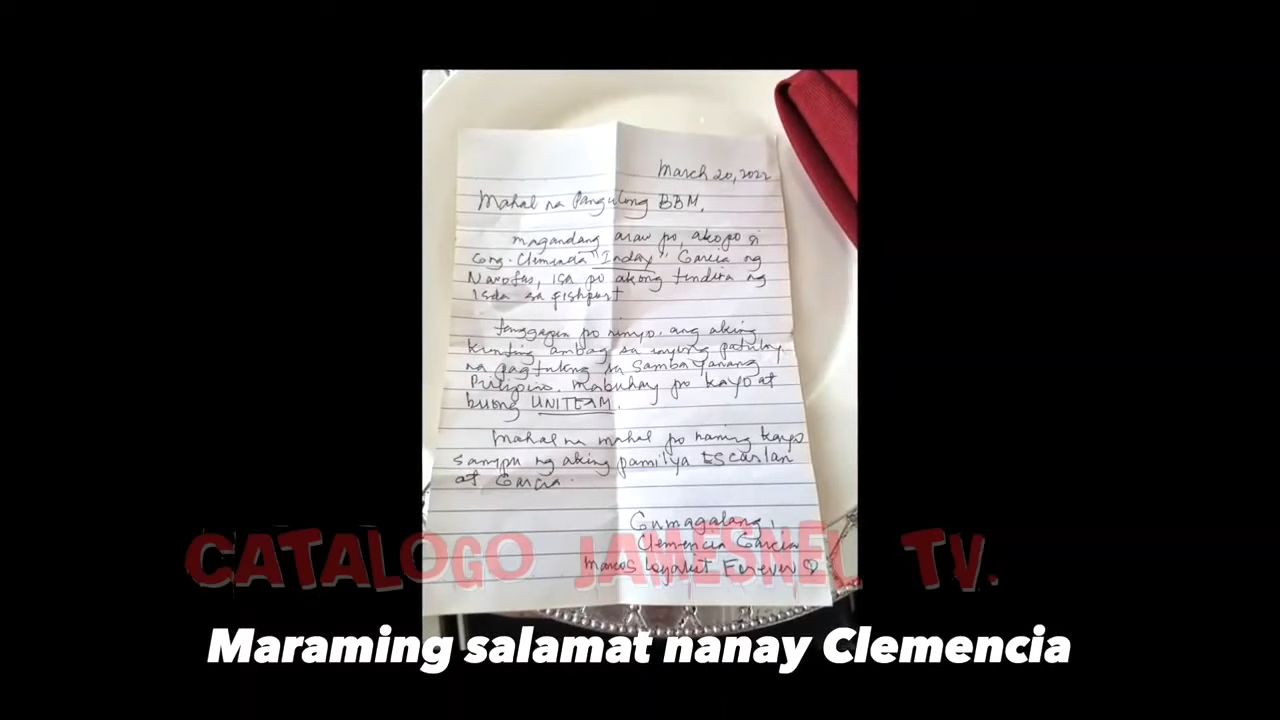 March 20, 2022
Mahal na Pangulong BBM,
magandang araw po, ako po si
Clemencia "Inday" Garcia ng
Navotas, isa po akong tindira ng
Isda sa fishport
tanggapin po ninyo, ang aking
kunting ambag sa inyong patuloy
na pagtulong sa Sambayanang
Pilipino. mabuhay po kayo at
buong UNITEAM.
Mahal na mahal po namin kayo
sampu ng aking pamilya Escarlan
at Garcia.
Gumagalang,
Clemencia Garcia
Marcos Loyalist Forever
CATALOGO JAMESNEL TV.
Maraming salamat nanay Clemencia